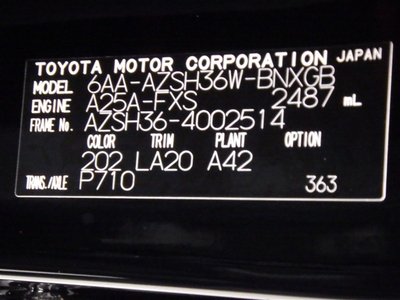 TOYOTA MOTOR CORPORATION JAPAN
MODEL 6AA-AZSH36W-BNXGB
ENGINE A25A-FXS 2487 mL
FRAME No. AZSH36-4002514
COLOR TRIM PLANT OPTION
202 LA20 A42
TRANS./AXLE P710 363